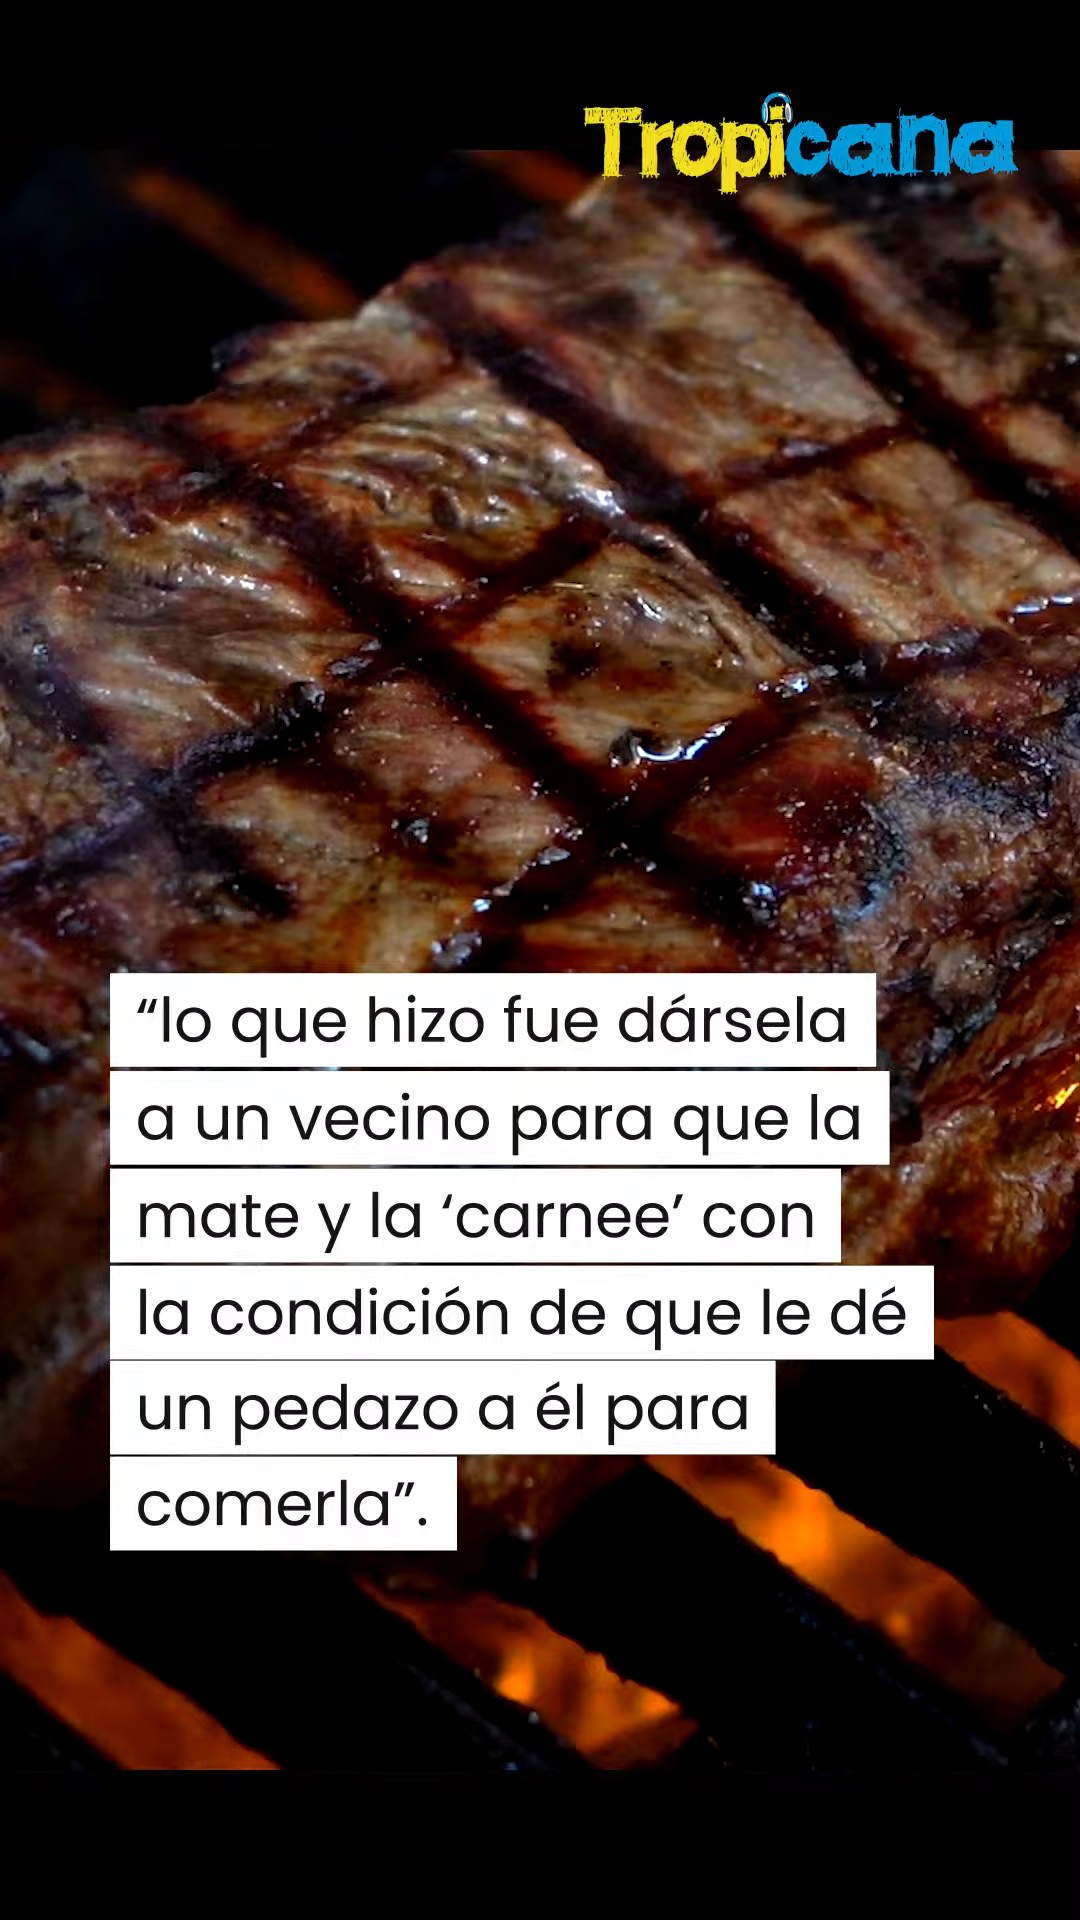 Tropicana
“lo que hizo fue dársela
a un vecino para que la
mate y la ‘carnee’ con
la condición de que le dé
un pedazo a él para
comerla”.